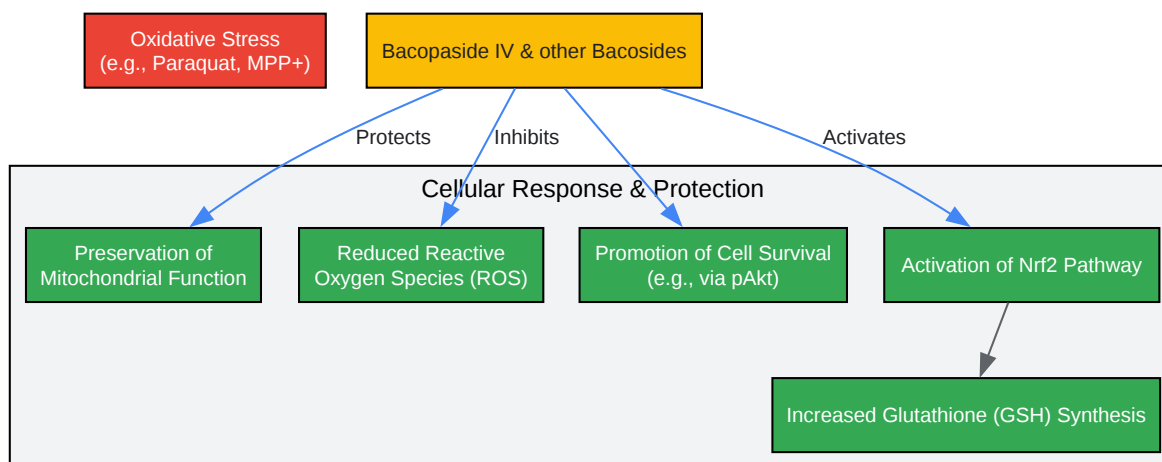 Oxidative Stress
(e.g., Paraquat, MPP+)
Bacopaside IV & other Bacosides
Protects
Inhibits
Activates
Cellular Response & Protection
Preservation of
Mitochondrial Function
Reduced Reactive
Oxygen Species (ROS)
Promotion of Cell Survival
(e.g., via pAkt)
Activation of Nrf2 Pathway
Increased Glutathione (GSH) Synthesis